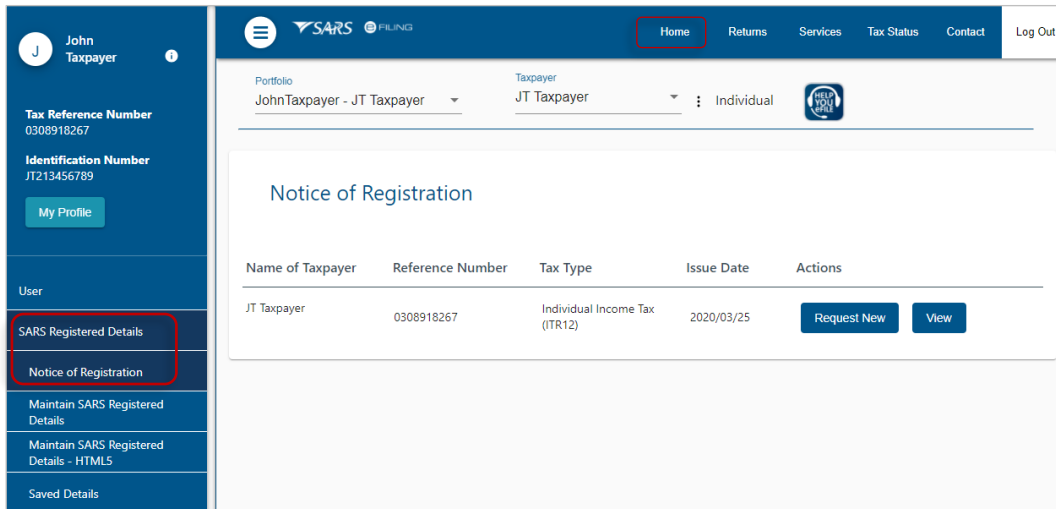 J
John
Taxpayer
i
Tax Reference Number
0308918267
Identification Number
JT213456789
My Profile
User
SARS Registered Details
Notice of Registration
Maintain SARS Registered
Details
Maintain SARS Registered
Details - HTML5
Saved Details
SARS eFILING
Home Returns Services Tax Status Contact Log Out
Portfolio Taxpayer
JohnTaxpayer - JT Taxpayer JT Taxpayer Individual
HELP
YOU
eFILE
Notice of Registration
Name of Taxpayer Reference Number Tax Type Issue Date Actions
JT Taxpayer 0308918267 Individual Income Tax 2020/03/25 Request New View
(ITR12)